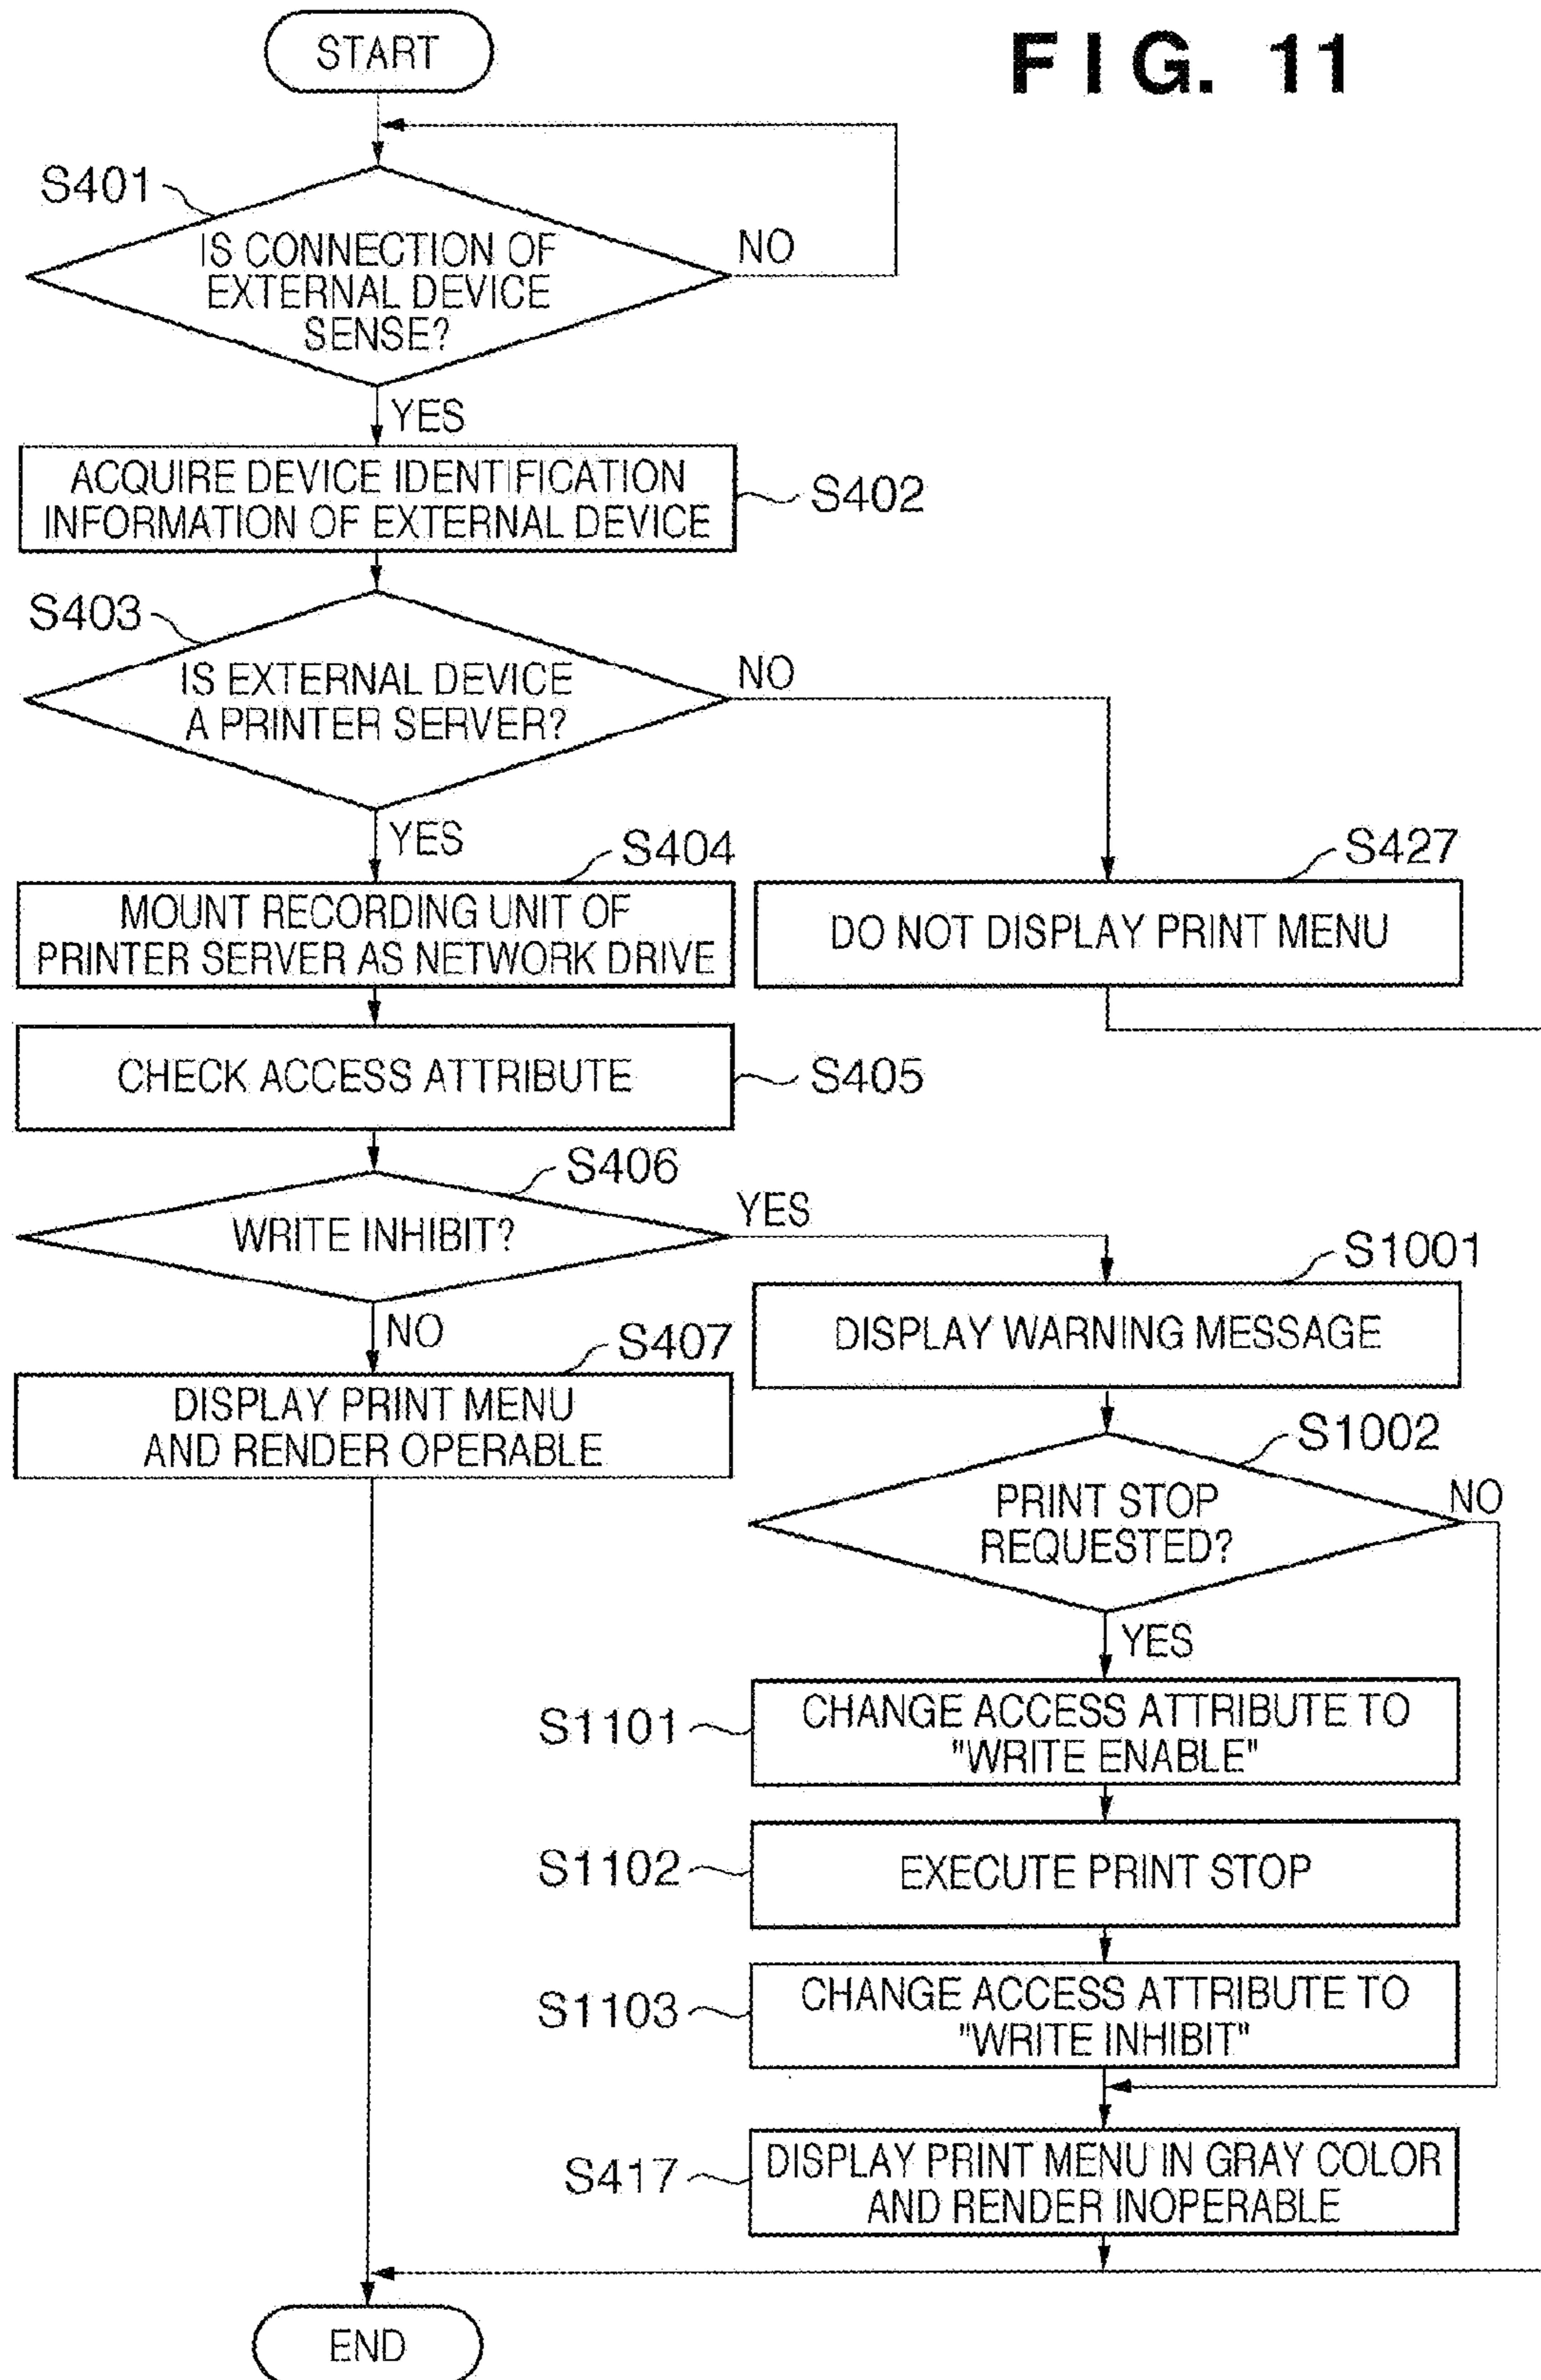 START
FIG. 11
S401
IS CONNECTION OF
EXTERNAL DEVICE
SENSE?
NO
YES
ACQUIRE DEVICE IDENTIFICATION
INFORMATION OF EXTERNAL DEVICE
S402
S403
IS EXTERNAL DEVICE
A PRINTER SERVER?
NO
YES
S404
MOUNT RECORDING UNIT OF
PRINTER SERVER AS NETWORK DRIVE
S427
DO NOT DISPLAY PRINT MENU
CHECK ACCESS ATTRIBUTE
S405
S406
WRITE INHIBIT?
YES
NO
S407
DISPLAY PRINT MENU
AND RENDER OPERABLE
S1001
DISPLAY WARNING MESSAGE
S1002
PRINT STOP
REQUESTED?
NO
YES
S1101
CHANGE ACCESS ATTRIBUTE TO
"WRITE ENABLE"
S1102
EXECUTE PRINT STOP
S1103
CHANGE ACCESS ATTRIBUTE TO
"WRITE INHIBIT"
S417
DISPLAY PRINT MENU IN GRAY COLOR
AND RENDER INOPERABLE
END